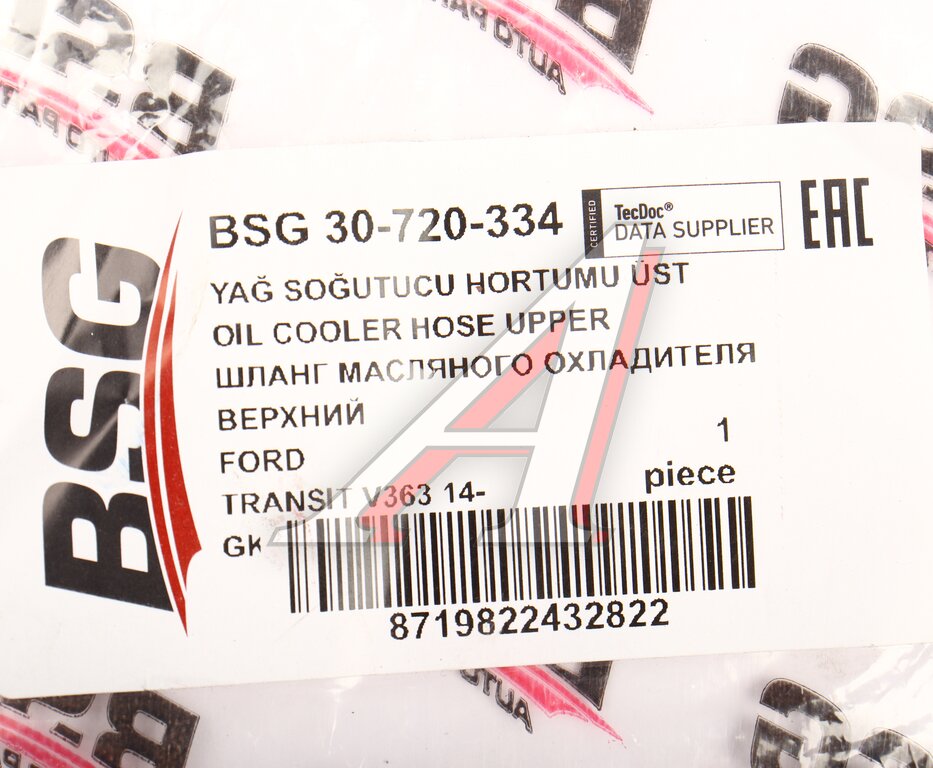 BSG
BSG 30-720-334
CERTIFIED
TecDoc®
DATA SUPPLIER
EAC
YAĞ SOĞUTUCU HORTUMU ÜST
OIL COOLER HOSE UPPER
ШЛАНГ МАСЛЯНОГО ОХЛАДИТЕЛЯ
ВЕРХНИЙ
FORD
TRANSIT V363 14-
1
piece
8719822432822